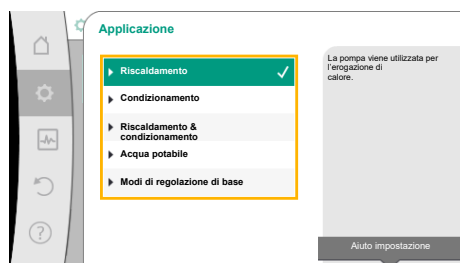 Applicazione
Riscaldamento
Condizionamento
Riscaldamento &
condizionamento
Acqua potabile
Modi di regolazione di base
La pompa viene utilizzata per
l'erogazione di
calore.
Aiuto impostazione